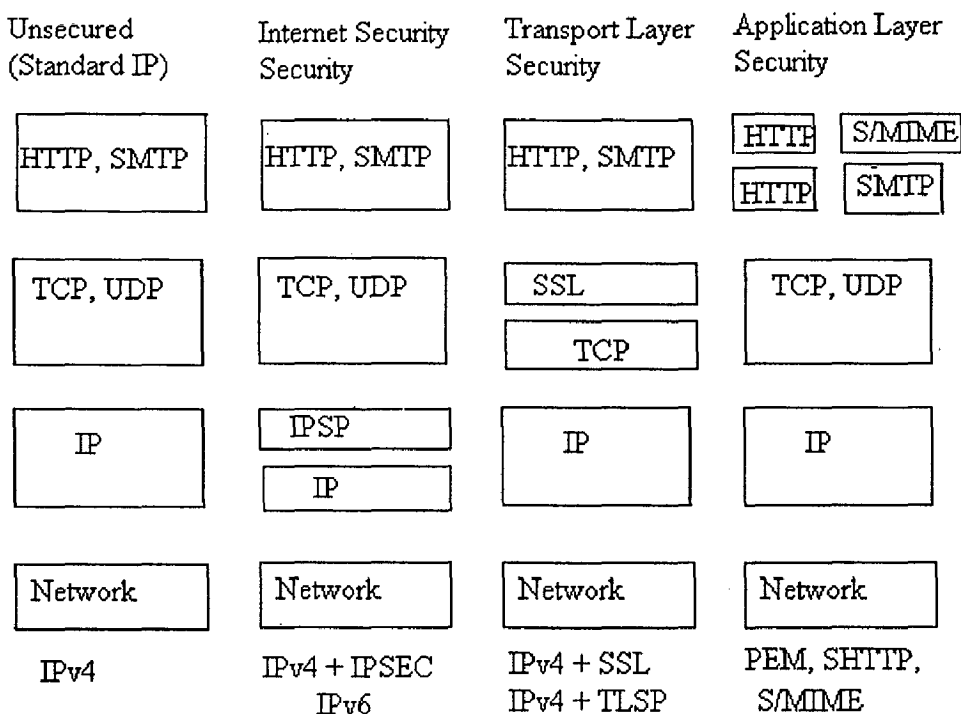 Unsecured
(Standard IP)
Internet Security
Security
Transport Layer
Security
Application Layer
Security
HTTP, SMTP
HTTP, SMTP
HTTP, SMTP
HTTP
S/MIME
HTTP
SMTP
TCP, UDP
TCP, UDP
SSL
TCP
TCP, UDP
IP
IPSP
IP
IP
IP
Network
Network
Network
Network
IPv4
IPv4 + IPSEC
IPv6
IPv4 + SSL
IPv4 + TLSP
PEM, SHTTP,
S/MIME